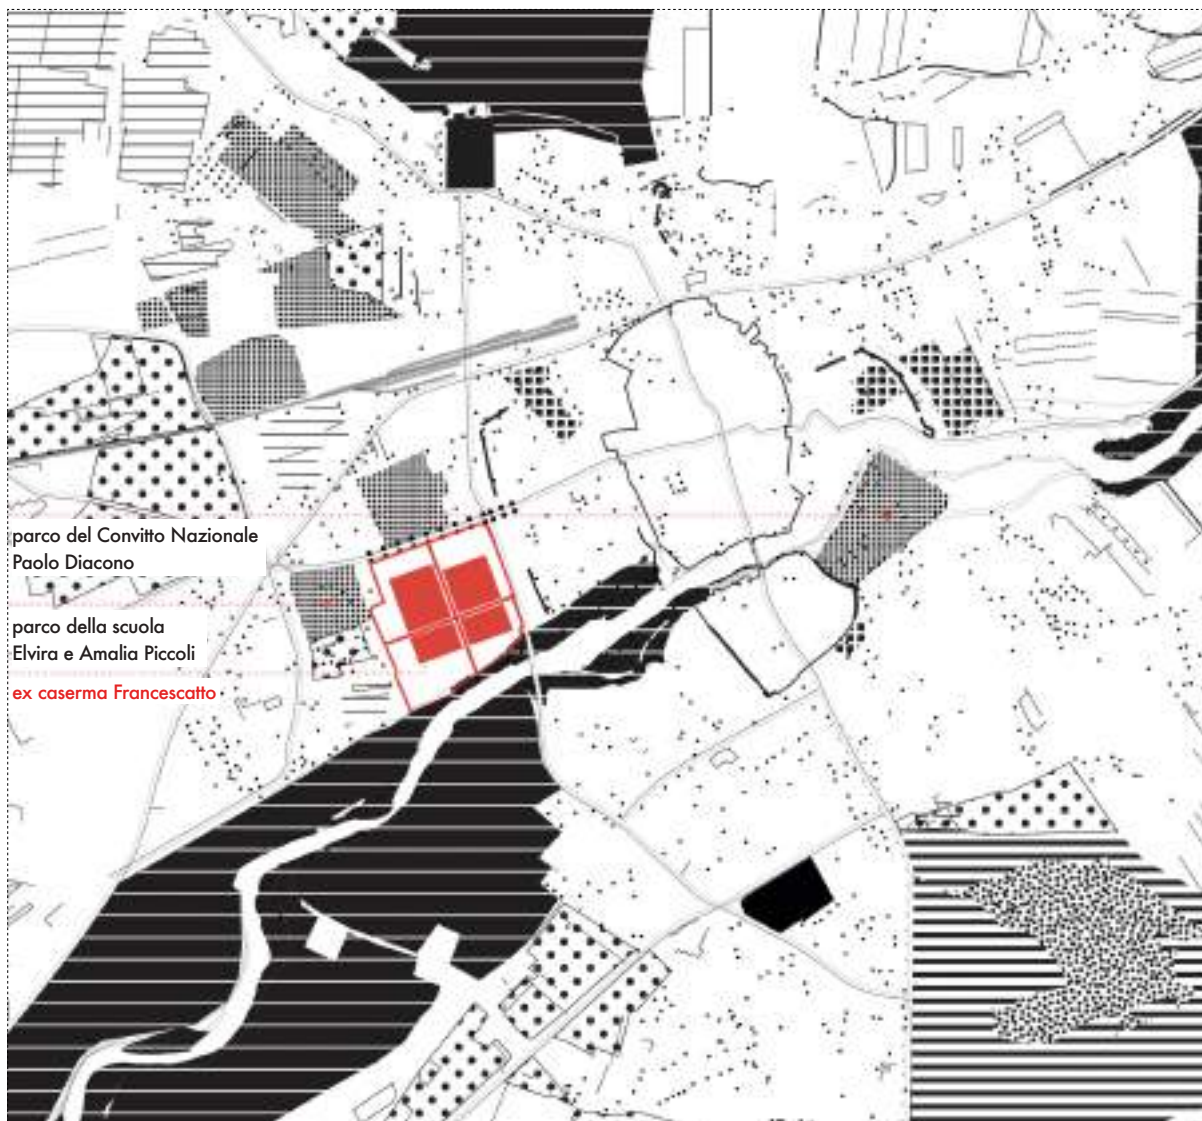 parco del Convitto Nazionale
Paolo Diacono
parco della scuola
Elvira e Amalia Piccoli
ex caserma Francescatto